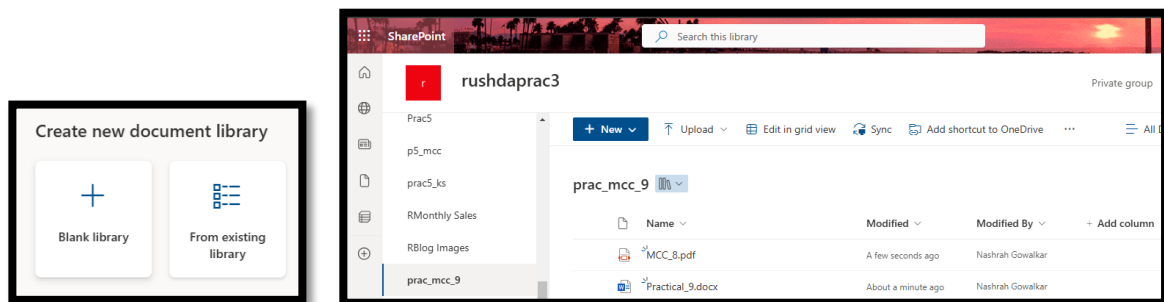 Create new document library
Blank library
From existing
library
SharePoint
Search this library
r
rushdaprac3
Private group
Prac5
p5_mcc
prac5_ks
RMonthly Sales
RBlog Images
prac_mcc_9
+ New
Upload
Edit in grid view
Sync
Add shortcut to OneDrive
...
All D
prac_mcc_9
Name
Modified
Modified By
+ Add column
MCC_8.pdf
A few seconds ago
Nashrah Gowalkar
Practical_9.docx
About a minute ago
Nashrah Gowalkar